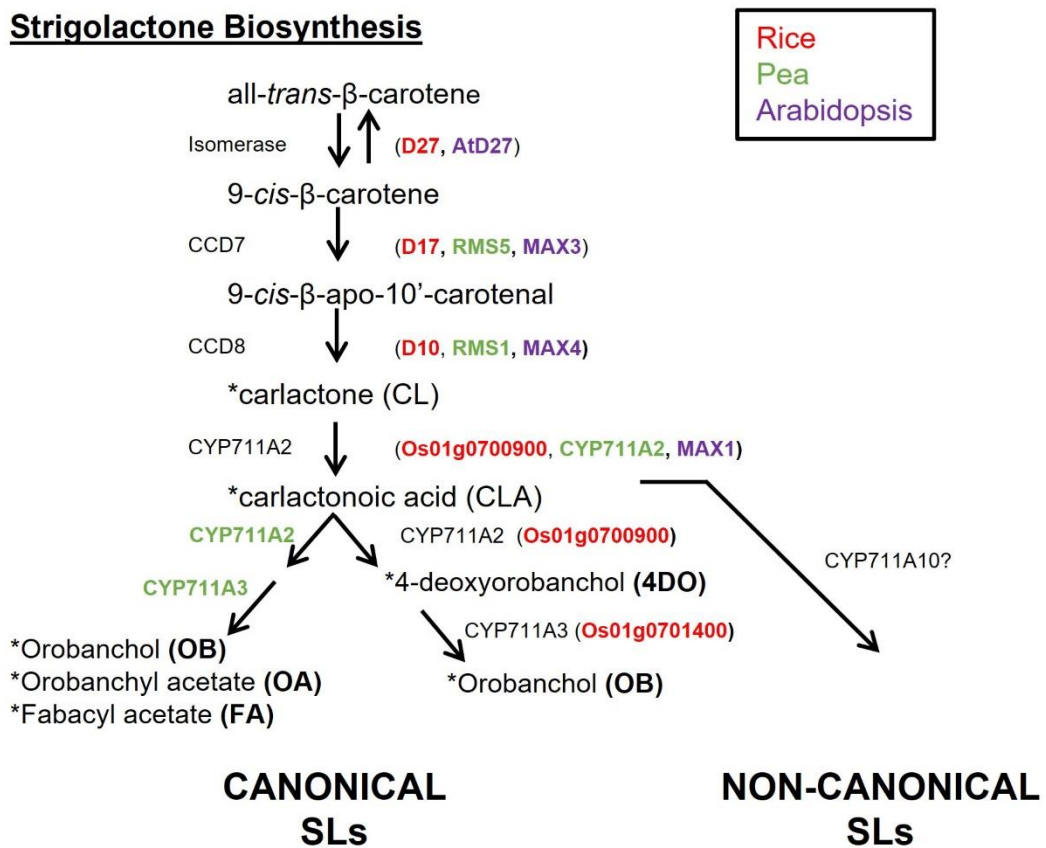 Strigolactone Biosynthesis
Rice
Pea
Arabidopsis
all-trans-β-carotene
Isomerase (D27, AtD27)
9-cis-β-carotene
CCD7 (D17, RMS5, MAX3)
9-cis-β-apo-10’-carotenal
CCD8 (D10, RMS1, MAX4)
*carlactone (CL)
CYP711A2 (Os01g0700900, CYP711A2, MAX1)
*carlactonoic acid (CLA)
CYP711A2
CYP711A2 (Os01g0700900)
CYP711A10?
CYP711A3
*4-deoxyorobanchol (4DO)
CYP711A3 (Os01g0701400)
*Orobanchol (OB)
*Orobanchyl acetate (OA)
*Fabacyl acetate (FA)
*Orobanchol (OB)
CANONICAL
SLs
NON-CANONICAL
SLs